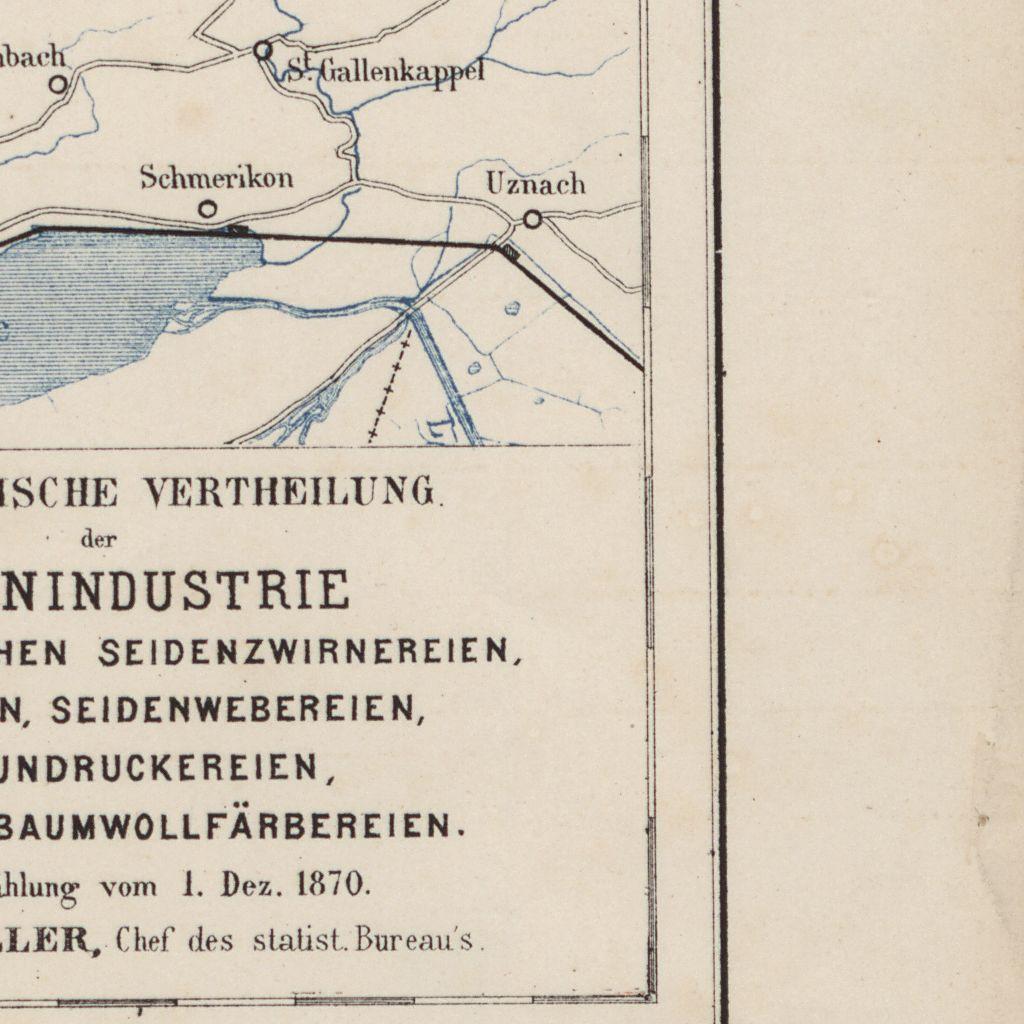 nbach
St. Gallenkappel
Schmerikon
Uznach
ISCHE VERTHEILUNG.
der
NINDUSTRIE
HEN SEIDENZWIRNEREIEN,
N, SEIDENWEBEREIEN,
UNDRUCKEREIEN,
BAUMWOLLFÄRBEREIEN.
ählung vom 1. Dez. 1870.
LLER, Chef des statist. Bureau's.